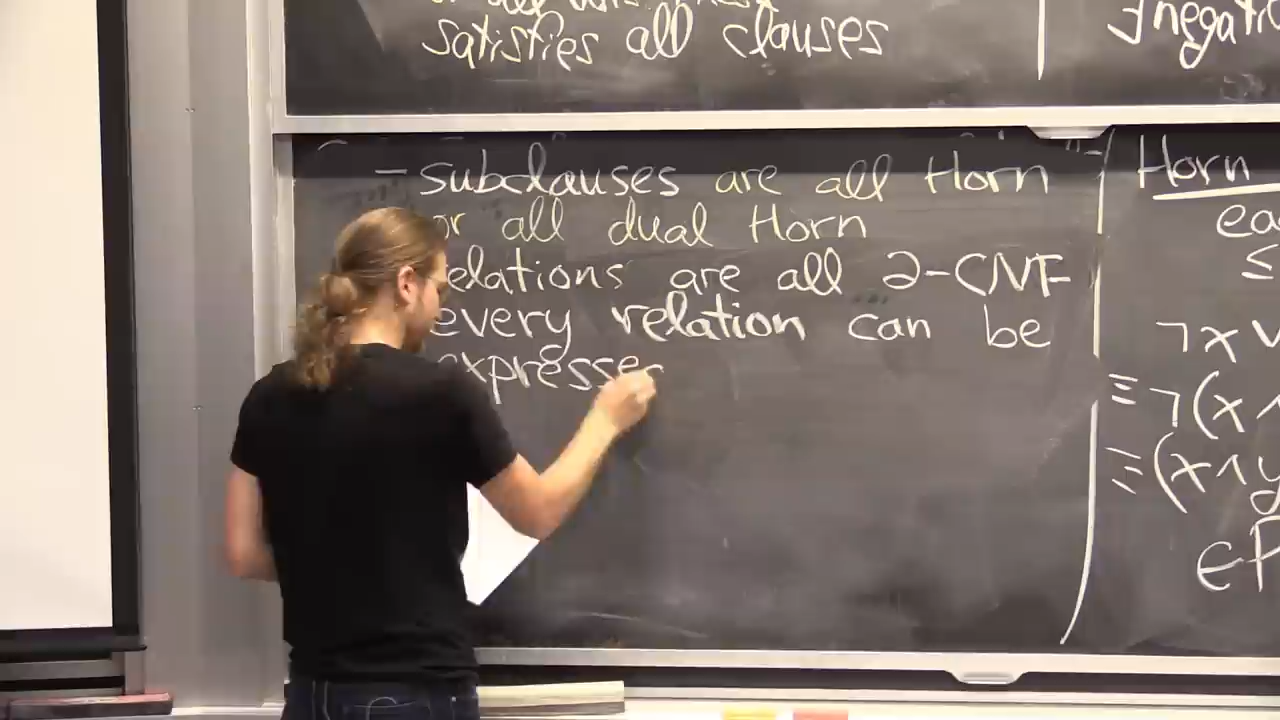 satisfies all clauses
- subclauses are all Horn
or all dual Horn
relations are all 2-CNF
every relation can be
expresse
∃negati
Horn
ea
≤
¬x ∨
≡ ¬(x ∧
≡ (x ∧ y
∈ P